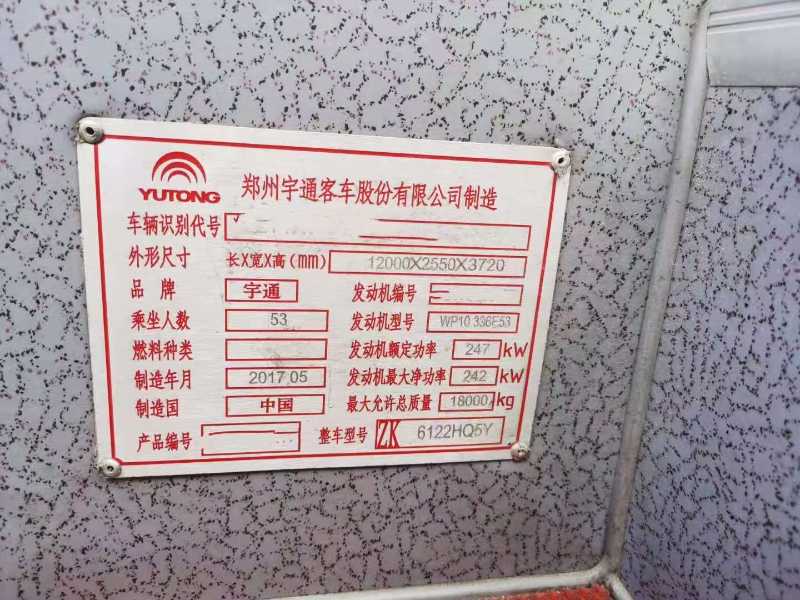 YUTONG 郑州宇通客车股份有限公司制造
车辆识别代号
外形尺寸 长X宽X高(mm) 12000X2550X3720
品牌 宇通 发动机编号
乘坐人数 53 发动机型号 WP10.336E53
燃料种类 发动机额定功率 247 kW
制造年月 2017 05 发动机最大净功率 242 kW
制造国 中国 最大允许总质量 18000 kg
产品编号 整车型号 ZK 6122HQ5Y